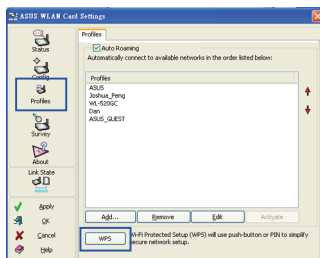 ASUS WLAN Card Settings
Status
Config
Profiles
Survey
About
Link State
Apply
OK
Cancel
Help
Profiles
Auto Roaming
Automatically connect to available networks in the order listed below:
Profiles
ASUS
Joshua_Peng
WL-520GC
Dan
ASUS_GUEST
Add...
Remove
Edit
Activate
WPS
Wi-Fi Protected Setup (WPS) will use push-button or PIN to simplify
secure network setup.